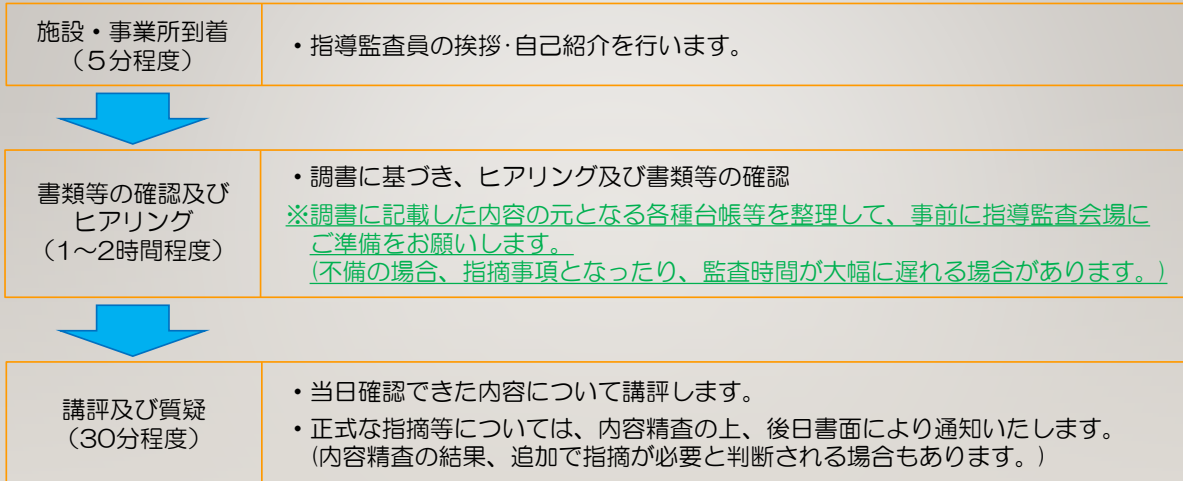 施設・事業所到着
（５分程度）
・指導監査員の挨拶・自己紹介を行います。
書類等の確認及び
ヒアリング
（1～2時間程度）
・調書に基づき、ヒアリング及び書類等の確認
※調書に記載した内容の元となる各種台帳等を整理して、事前に指導監査会場に
ご準備をお願いします。
(不備の場合、指摘事項となったり、監査時間が大幅に遅れる場合があります。)
講評及び質疑
（30分程度）
・当日確認できた内容について講評します。
・正式な指摘等については、内容精査の上、後日書面により通知いたします。
(内容精査の結果、追加で指摘が必要と判断される場合もあります。)